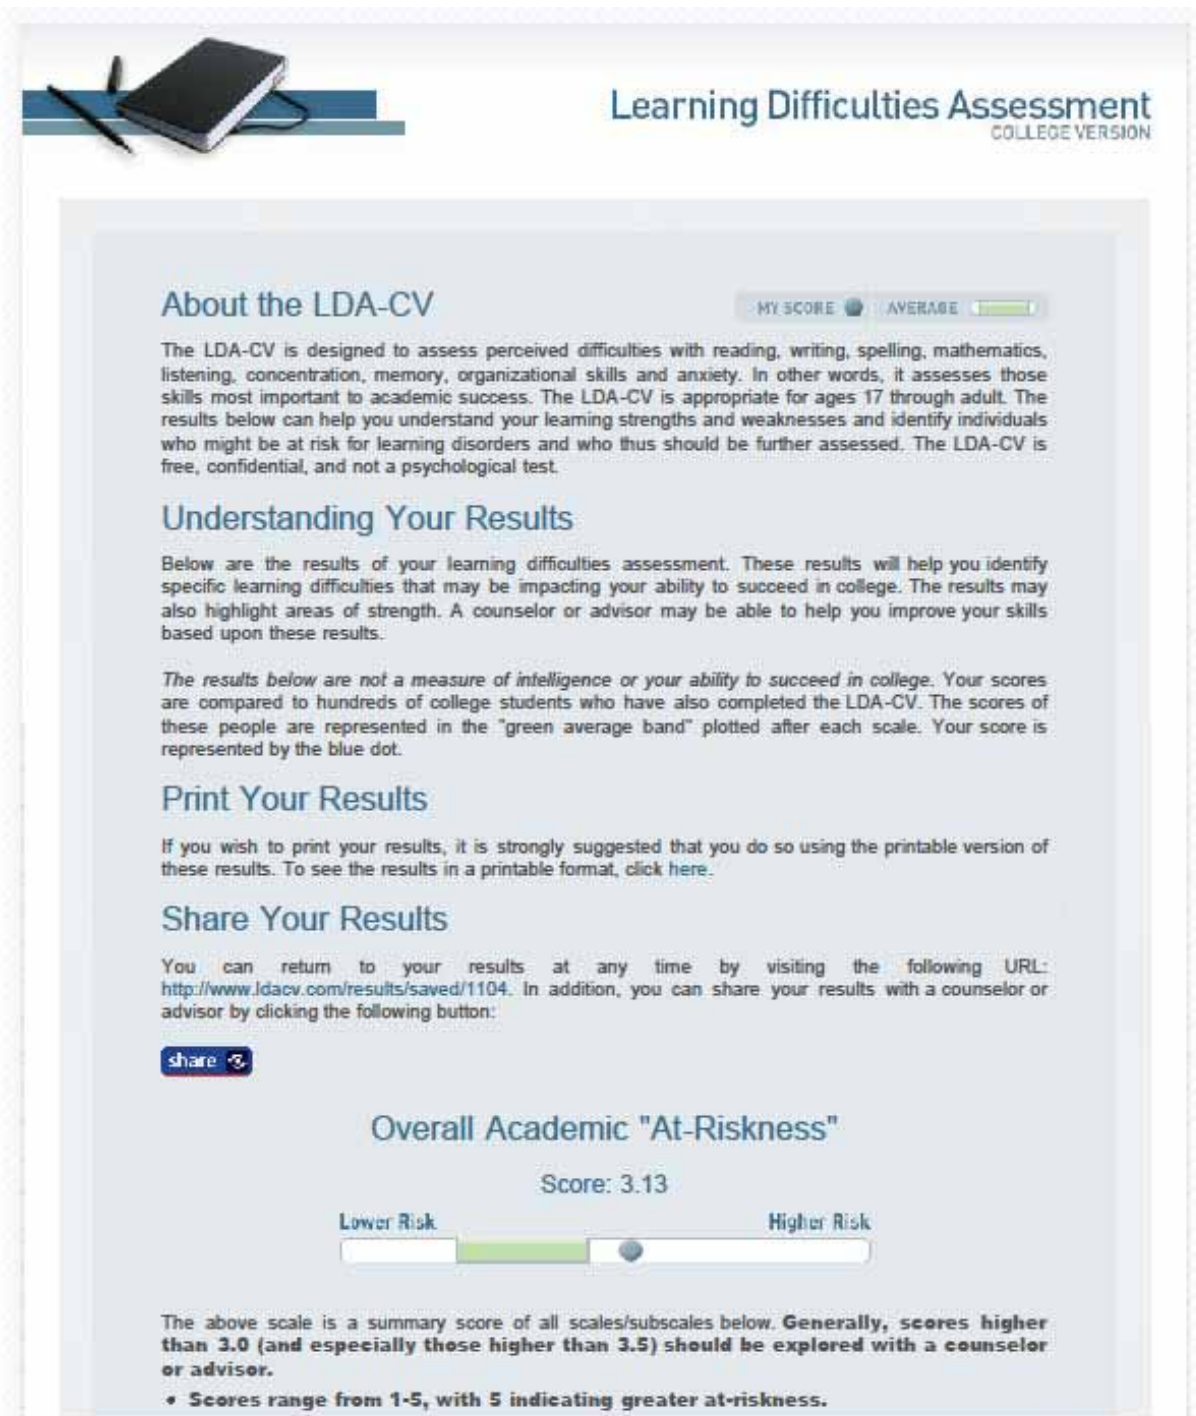 Learning Difficulties Assessment
COLLEGE VERSION
About the LDA-CV
MY SCORE AVERAGE
The LDA-CV is designed to assess perceived difficulties with reading, writing, spelling, mathematics,
listening, concentration, memory, organizational skills and anxiety. In other words, it assesses those
skills most important to academic success. The LDA-CV is appropriate for ages 17 through adult. The
results below can help you understand your learning strengths and weaknesses and identify individuals
who might be at risk for learning disorders and who thus should be further assessed. The LDA-CV is
free, confidential, and not a psychological test.
Understanding Your Results
Below are the results of your learning difficulties assessment. These results will help you identify
specific learning difficulties that may be impacting your ability to succeed in college. The results may
also highlight areas of strength. A counselor or advisor may be able to help you improve your skills
based upon these results.
The results below are not a measure of intelligence or your ability to succeed in college. Your scores
are compared to hundreds of college students who have also completed the LDA-CV. The scores of
these people are represented in the "green average band" plotted after each scale. Your score is
represented by the blue dot.
Print Your Results
If you wish to print your results, it is strongly suggested that you do so using the printable version of
these results. To see the results in a printable format, click here.
Share Your Results
You can return to your results at any time by visiting the following URL:
http://www.ldacv.com/results/saved/1104. In addition, you can share your results with a counselor or
advisor by clicking the following button:
share
Overall Academic "At-Riskness"
Score: 3.13
Lower Risk Higher Risk
The above scale is a summary score of all scales/subscales below. Generally, scores higher
than 3.0 (and especially those higher than 3.5) should be explored with a counselor
or advisor.
• Scores range from 1-5, with 5 indicating greater at-riskness.